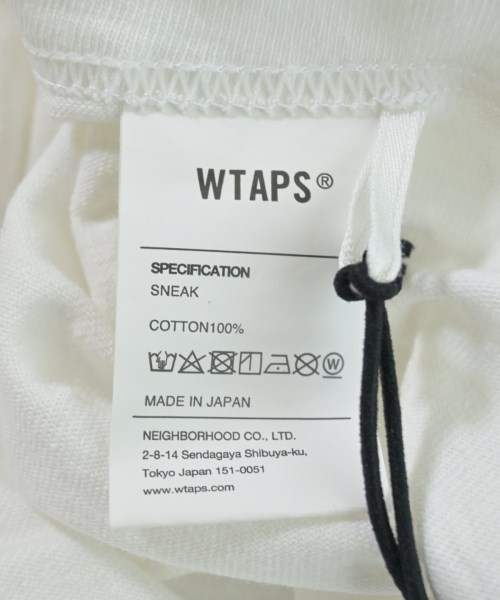 WTAPS®
SPECIFICATION
SNEAK
COTTON100%
W
MADE IN JAPAN
NEIGHBORHOOD CO., LTD.
2-8-14 Sendagaya Shibuya-ku,
Tokyo Japan 151-0051
www.wtaps.com